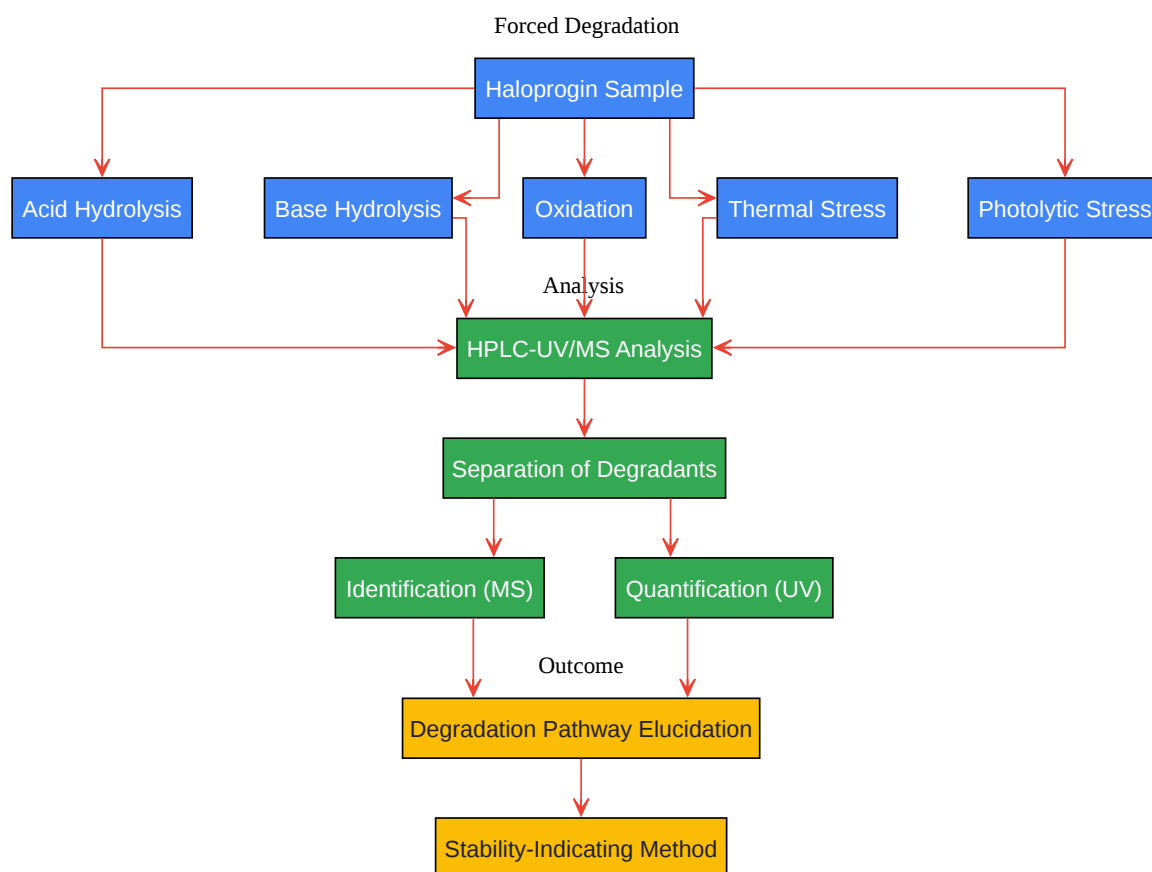 Forced Degradation
Haloprogin Sample
Acid Hydrolysis
Base Hydrolysis
Oxidation
Thermal Stress
Photolytic Stress
Analysis
HPLC-UV/MS Analysis
Separation of Degradants
Identification (MS)
Quantification (UV)
Outcome
Degradation Pathway Elucidation
Stability-Indicating Method